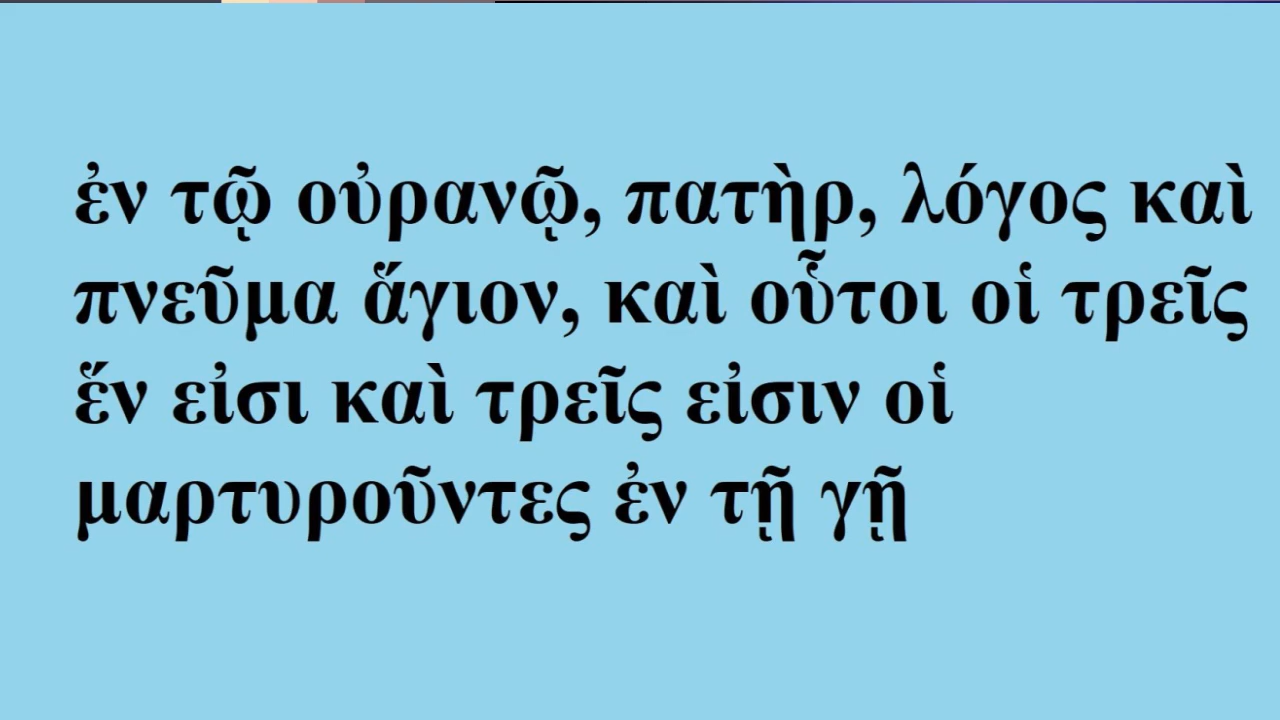 ἐν τῷ οὐρανῷ, πατὴρ, λόγος καὶ
πνεῦμα ἅγιον, καὶ οὗτοι οἱ τρεῖς
ἕν εἰσι καὶ τρεῖς εἰσιν οἱ
μαρτυροῦντες ἐν τῇ γῇ